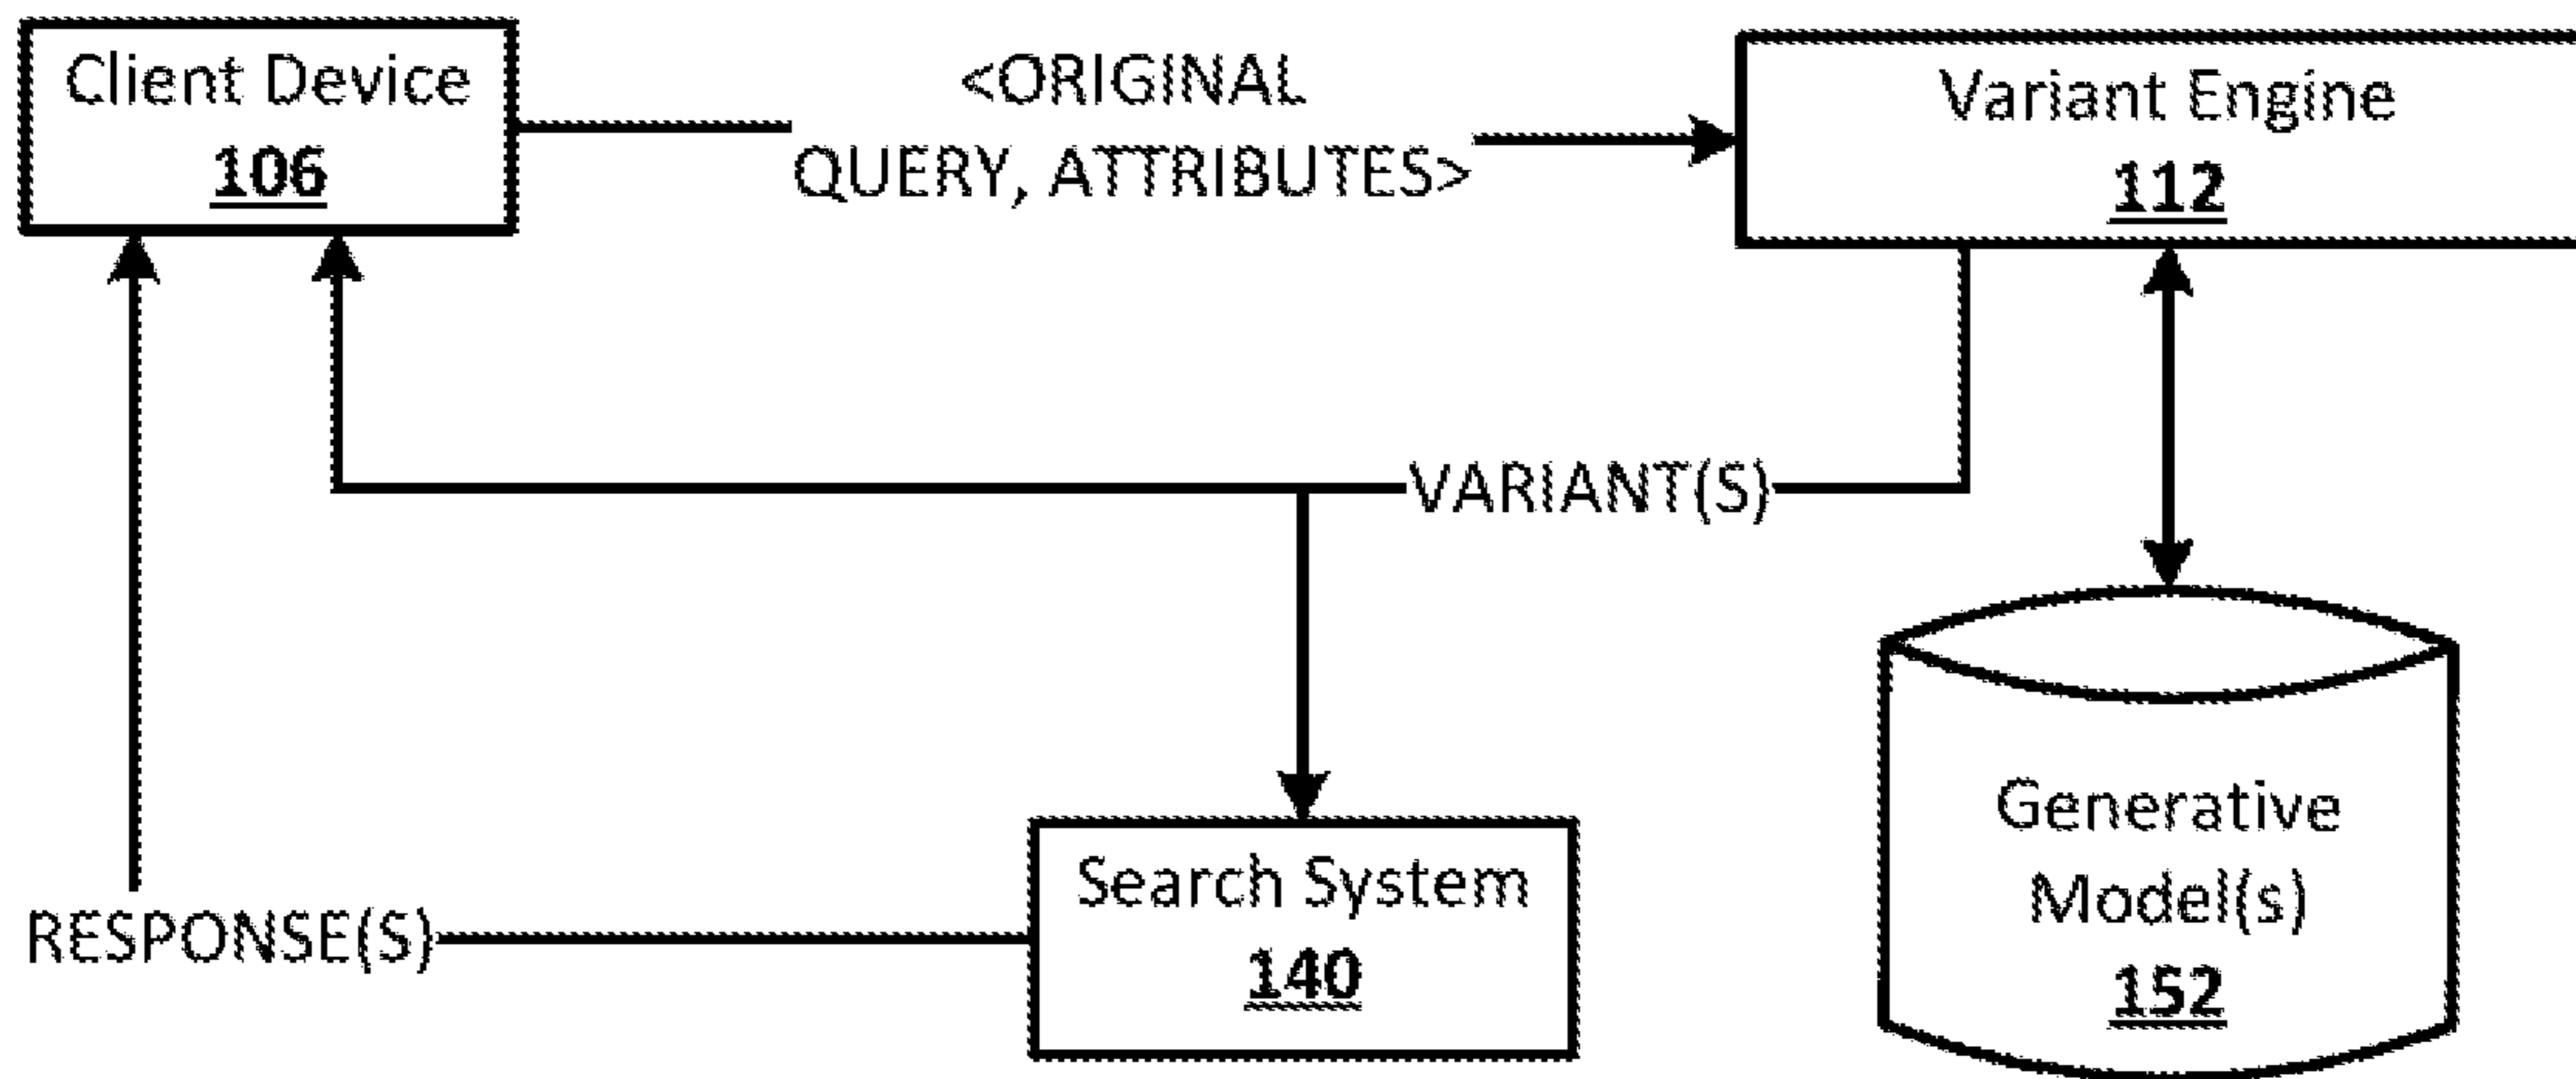 Client Device
106
<ORIGINAL
QUERY, ATTRIBUTES>
Variant Engine
112
VARIANT(S)
Search System
140
RESPONSE(S)
Generative
Model(s)
152